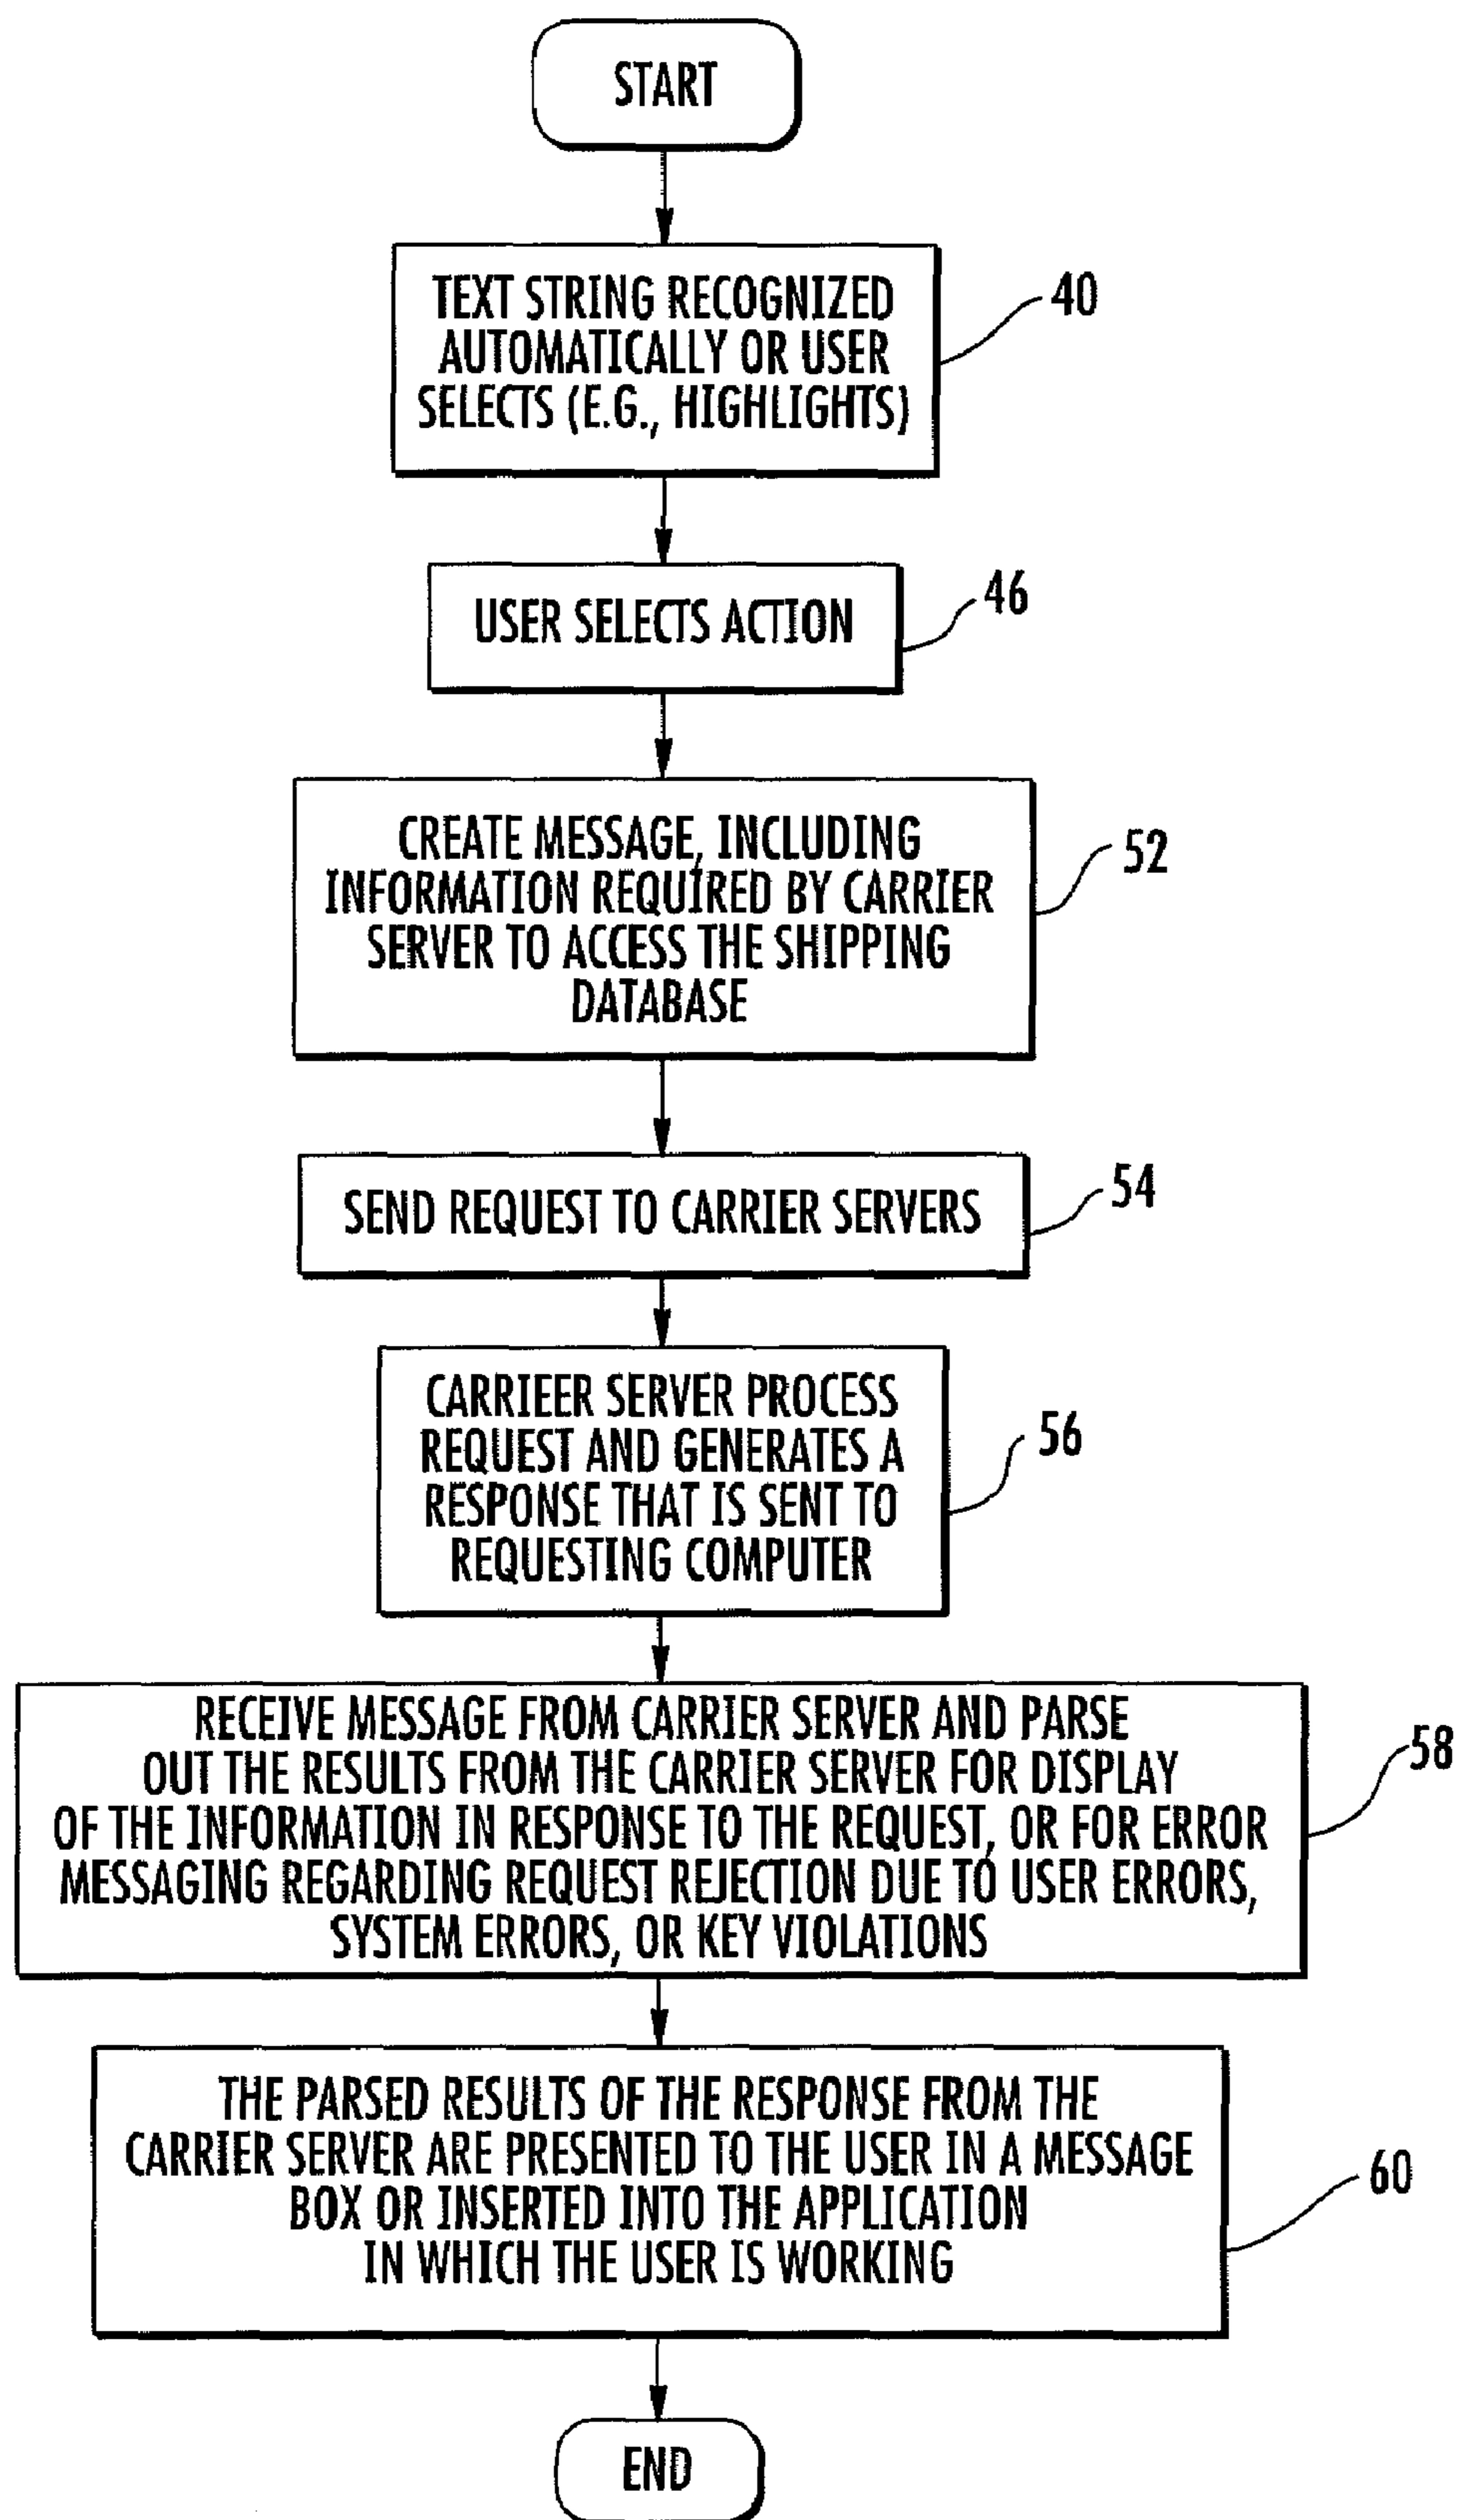 START
TEXT STRING RECOGNIZED
AUTOMATICALLY OR USER
SELECTS (E.G., HIGHLIGHTS)
40
USER SELECTS ACTION
46
CREATE MESSAGE, INCLUDING
INFORMATION REQUIRED BY CARRIER
SERVER TO ACCESS THE SHIPPING
DATABASE
52
SEND REQUEST TO CARRIER SERVERS
54
CARRIEER SERVER PROCESS
REQUEST AND GENERATES A
RESPONSE THAT IS SENT TO
REQUESTING COMPUTER
56
RECEIVE MESSAGE FROM CARRIER SERVER AND PARSE
OUT THE RESULTS FROM THE CARRIER SERVER FOR DISPLAY
OF THE INFORMATION IN RESPONSE TO THE REQUEST, OR FOR ERROR
MESSAGING REGARDING REQUEST REJECTION DUE TO USER ERRORS,
SYSTEM ERRORS, OR KEY VIOLATIONS
58
THE PARSED RESULTS OF THE RESPONSE FROM THE
CARRIER SERVER ARE PRESENTED TO THE USER IN A MESSAGE
BOX OR INSERTED INTO THE APPLICATION
IN WHICH THE USER IS WORKING
60
END